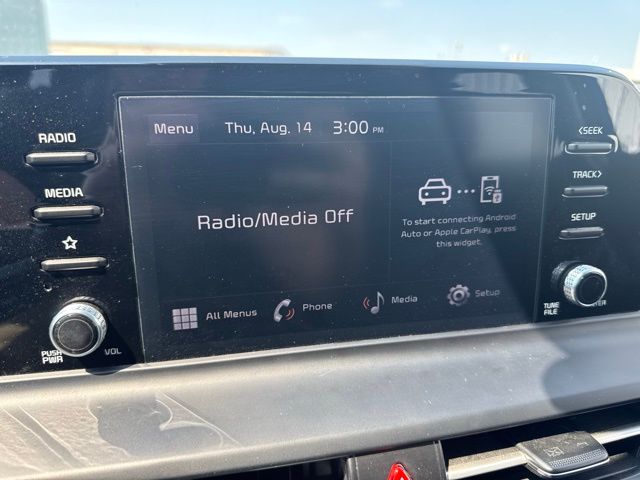 Menu
Thu, Aug. 14 3:00 PM
RADIO
MEDIA
Radio/Media Off
To start connecting Android
Auto or Apple CarPlay, press
this widget.
All Menus
Phone
Media
Setup
PUSH
PWR
VOL
<SEEK
TRACK>
SETUP
TUNE
FILE